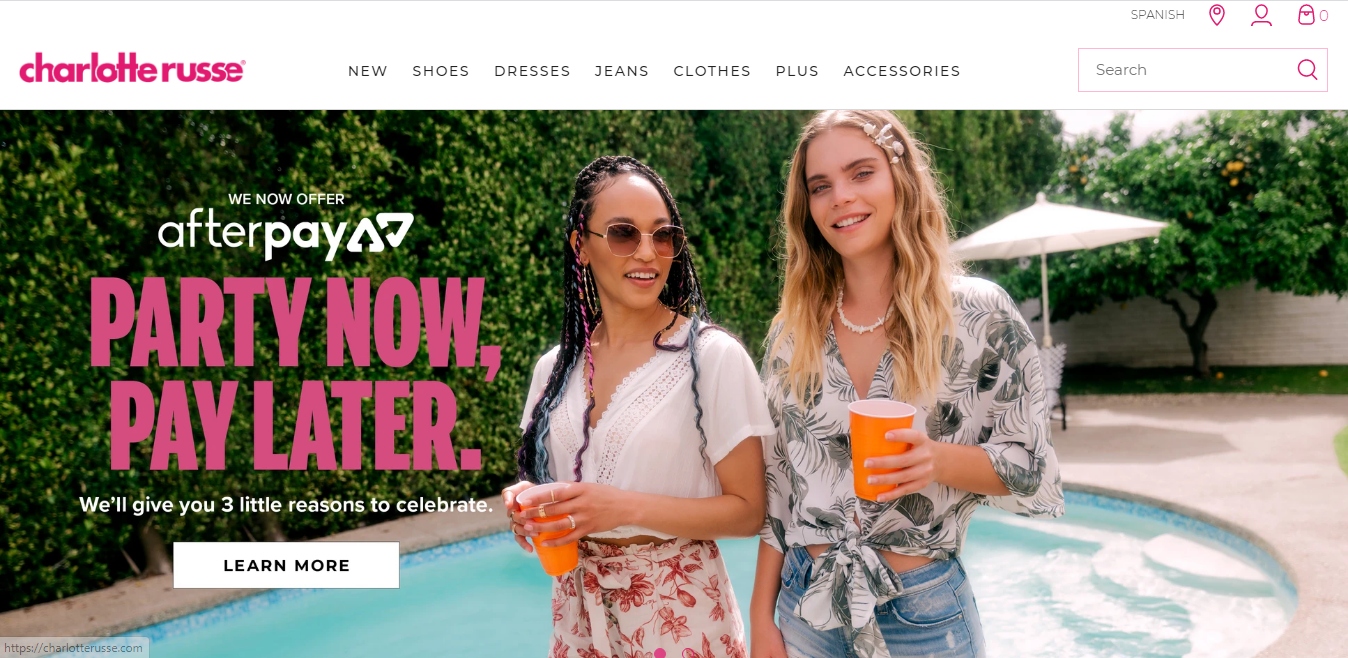 SPANISH
0
charlotte russe®
NEW SHOES DRESSES JEANS CLOTHES PLUS ACCESSORIES
Search
WE NOW OFFER
afterpay
PARTY NOW,
PAY LATER.
We'll give you 3 little reasons to celebrate.
LEARN MORE
https://charlotterusse.com